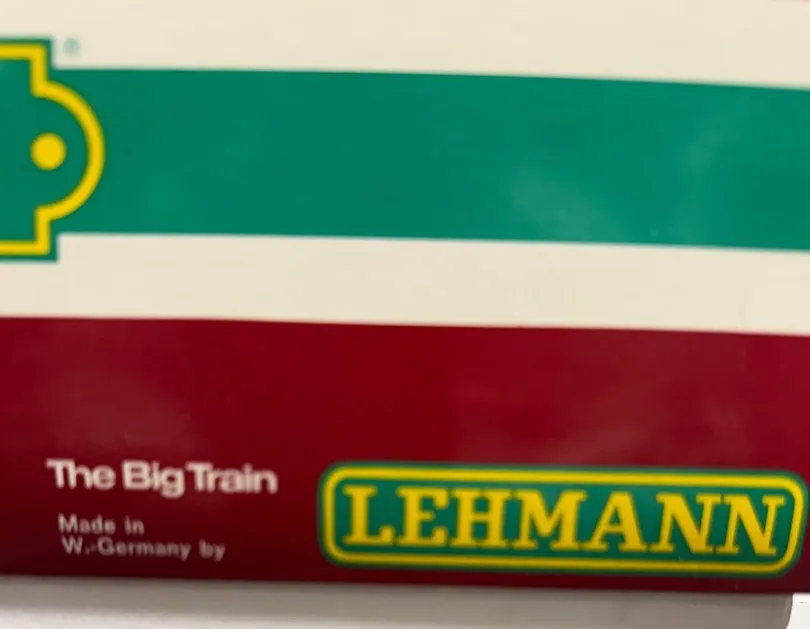 ®
The Big Train
Made in
W.-Germany by
LEHMANN